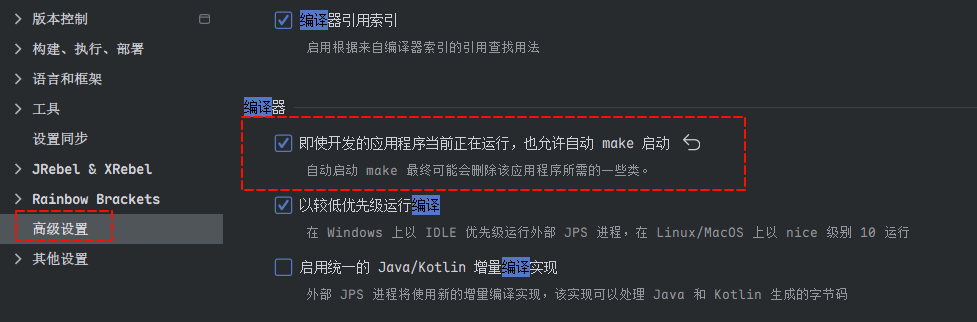 版本控制
构建、执行、部署
语言和框架
工具
设置同步
JRebel & XRebel
Rainbow Brackets
高级设置
其他设置
编译器引用索引
启用根据来自编译器索引的引用查找用法
编译器
即使开发的应用程序当前正在运行，也允许自动 make 启动
自动启动 make 最终可能会删除该应用程序所需的一些类。
以较低优先级运行编译
在 Windows 上以 IDLE 优先级运行外部 JPS 进程，在 Linux/MacOS 上以 nice 级别 10 运行
启用统一的 Java/Kotlin 增量编译实现
外部 JPS 进程将使用新的增量编译实现，该实现可以处理 Java 和 Kotlin 生成的字节码